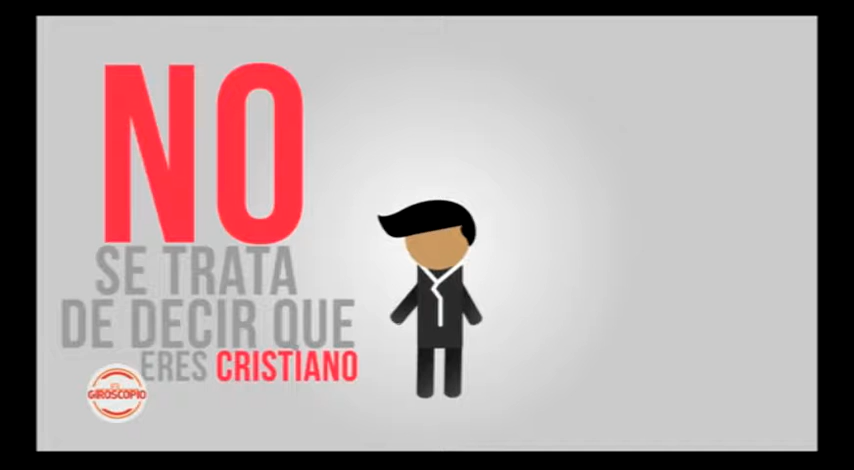 NO
SE TRATA
DE DECIR QUE
ERES CRISTIANO
GIROSCOPIO